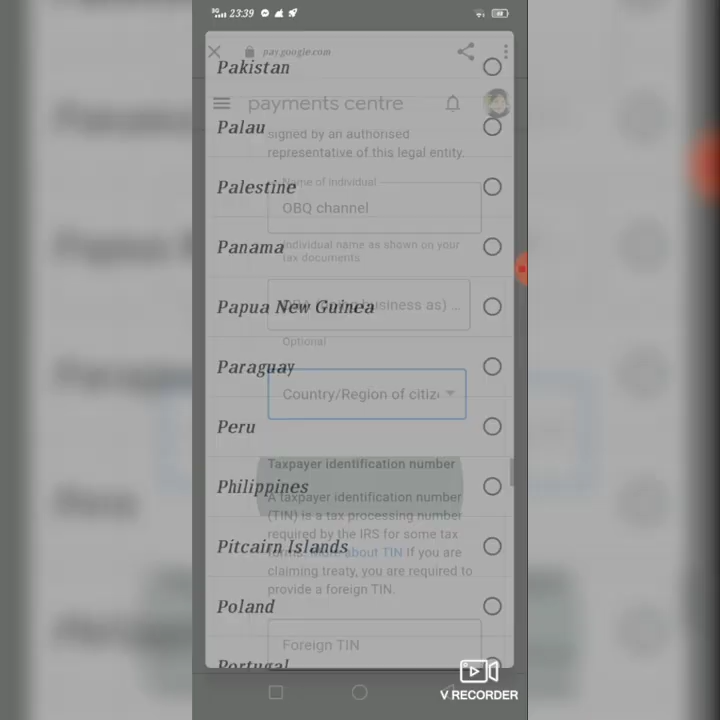 3G 23:39
pay.google.com
Pakistan
payments centre
Palau
signed by an authorised
representative of this legal entity.
Name of individual
Palestine
OBQ channel
Panama
Individual name as shown on your
tax documents
Papua New Guinea
business as) ...
Optional
Paraguay
Country/Region of citiz
Peru
Taxpayer identification number
Philippines
A taxpayer identification number
(TIN) is a tax processing number
required by the IRS for some tax
Pitcairn Islands
forms. about TIN If you are
claiming treaty, you are required to
provide a foreign TIN.
Poland
Foreign TIN
Portugal
V RECORDER